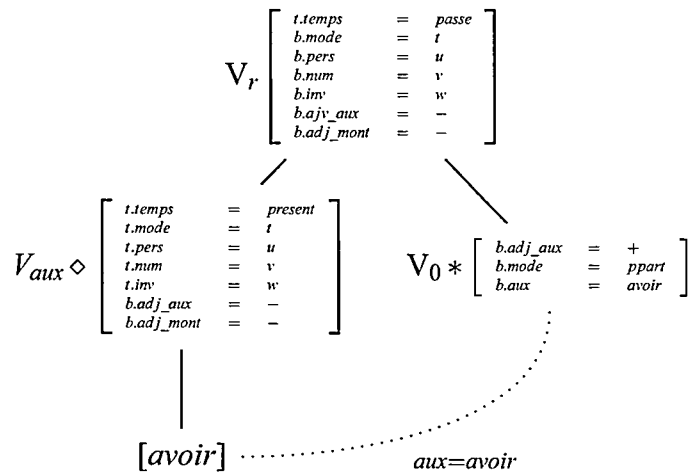 V_r
t.temps = passe
b.mode = t
b.pers = u
b.num = v
b.inv = w
b.ajv_aux = −
b.adj_mont = −
V_aux ◇
t.temps = present
t.mode = t
t.pers = u
t.num = v
t.inv = w
b.adj_aux = −
b.adj_mont = −
V_0 *
b.adj_aux = +
b.mode = ppart
b.aux = avoir
[avoir]
aux=avoir